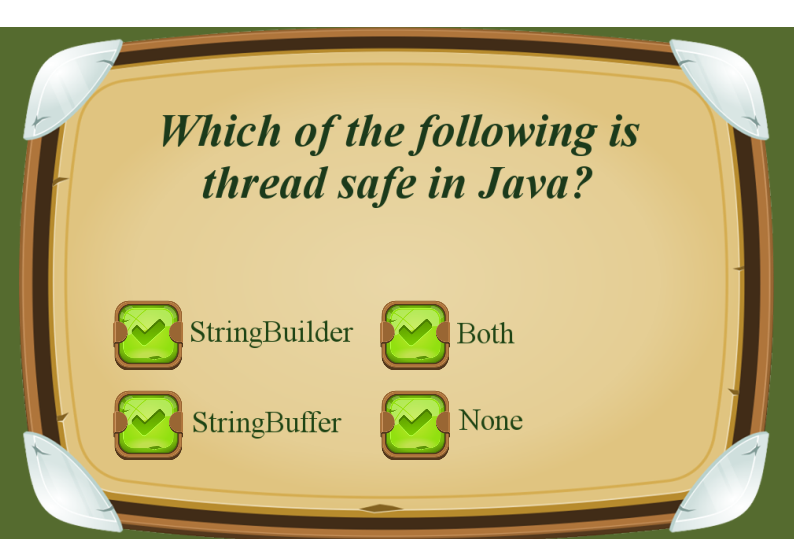 Which of the following is
thread safe in Java?
StringBuilder
Both
StringBuffer
None